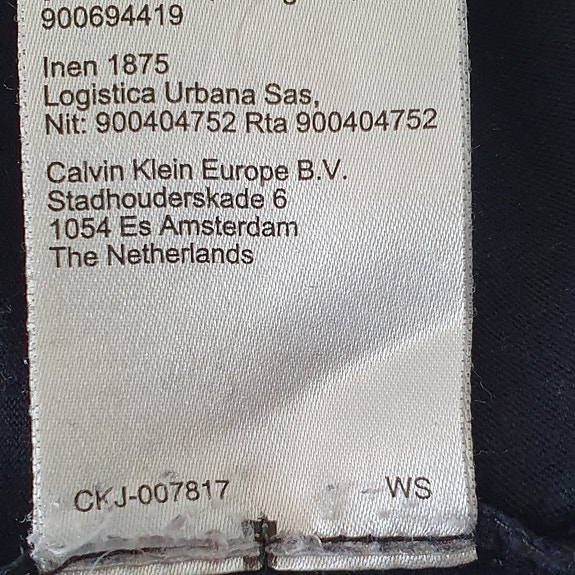 900694419
Inen 1875
Logistica Urbana Sas,
Nit: 900404752 Rta 900404752
Calvin Klein Europe B.V.
Stadhouderskade 6
1054 Es Amsterdam
The Netherlands
CKJ-007817
WS